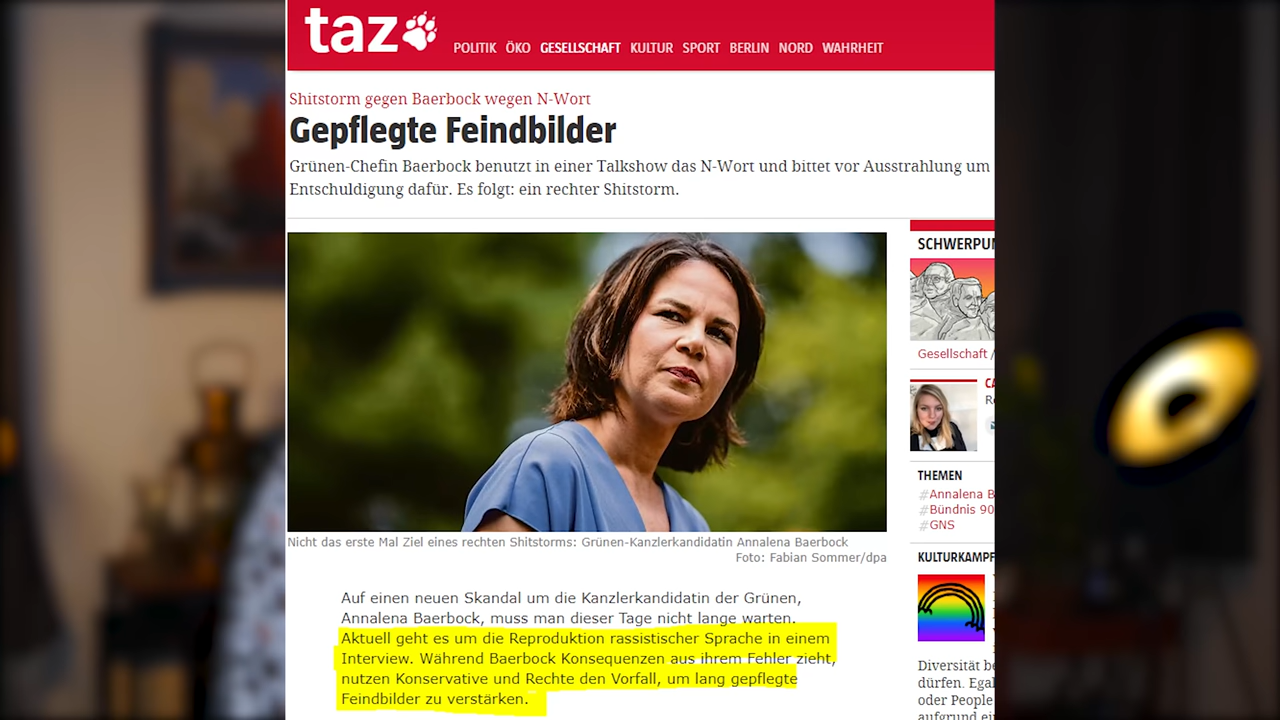 taz
POLITIK ÖKO GESELLSCHAFT KULTUR SPORT BERLIN NORD WAHRHEIT
Shitstorm gegen Baerbock wegen N-Wort
Gepflegte Feindbilder
Grünen-Chefin Baerbock benutzt in einer Talkshow das N-Wort und bittet vor Ausstrahlung um
Entschuldigung dafür. Es folgt: ein rechter Shitstorm.
Nicht das erste Mal Ziel eines rechten Shitstorms: Grünen-Kanzlerkandidatin Annalena Baerbock
Foto: Fabian Sommer/dpa
Auf einen neuen Skandal um die Kanzlerkandidatin der Grünen,
Annalena Baerbock, muss man dieser Tage nicht lange warten.
Aktuell geht es um die Reproduktion rassistischer Sprache in einem
Interview. Während Baerbock Konsequenzen aus ihrem Fehler zieht,
nutzen Konservative und Rechte den Vorfall, um lang gepflegte
Feindbilder zu verstärken.
SCHWERPUN
Gesellschaft /
THEMEN
#Annalena B
#Bündnis 90
#GNS
KULTURKAMPF
Diversität be
dürfen. Egal
oder People
aufgrund ei